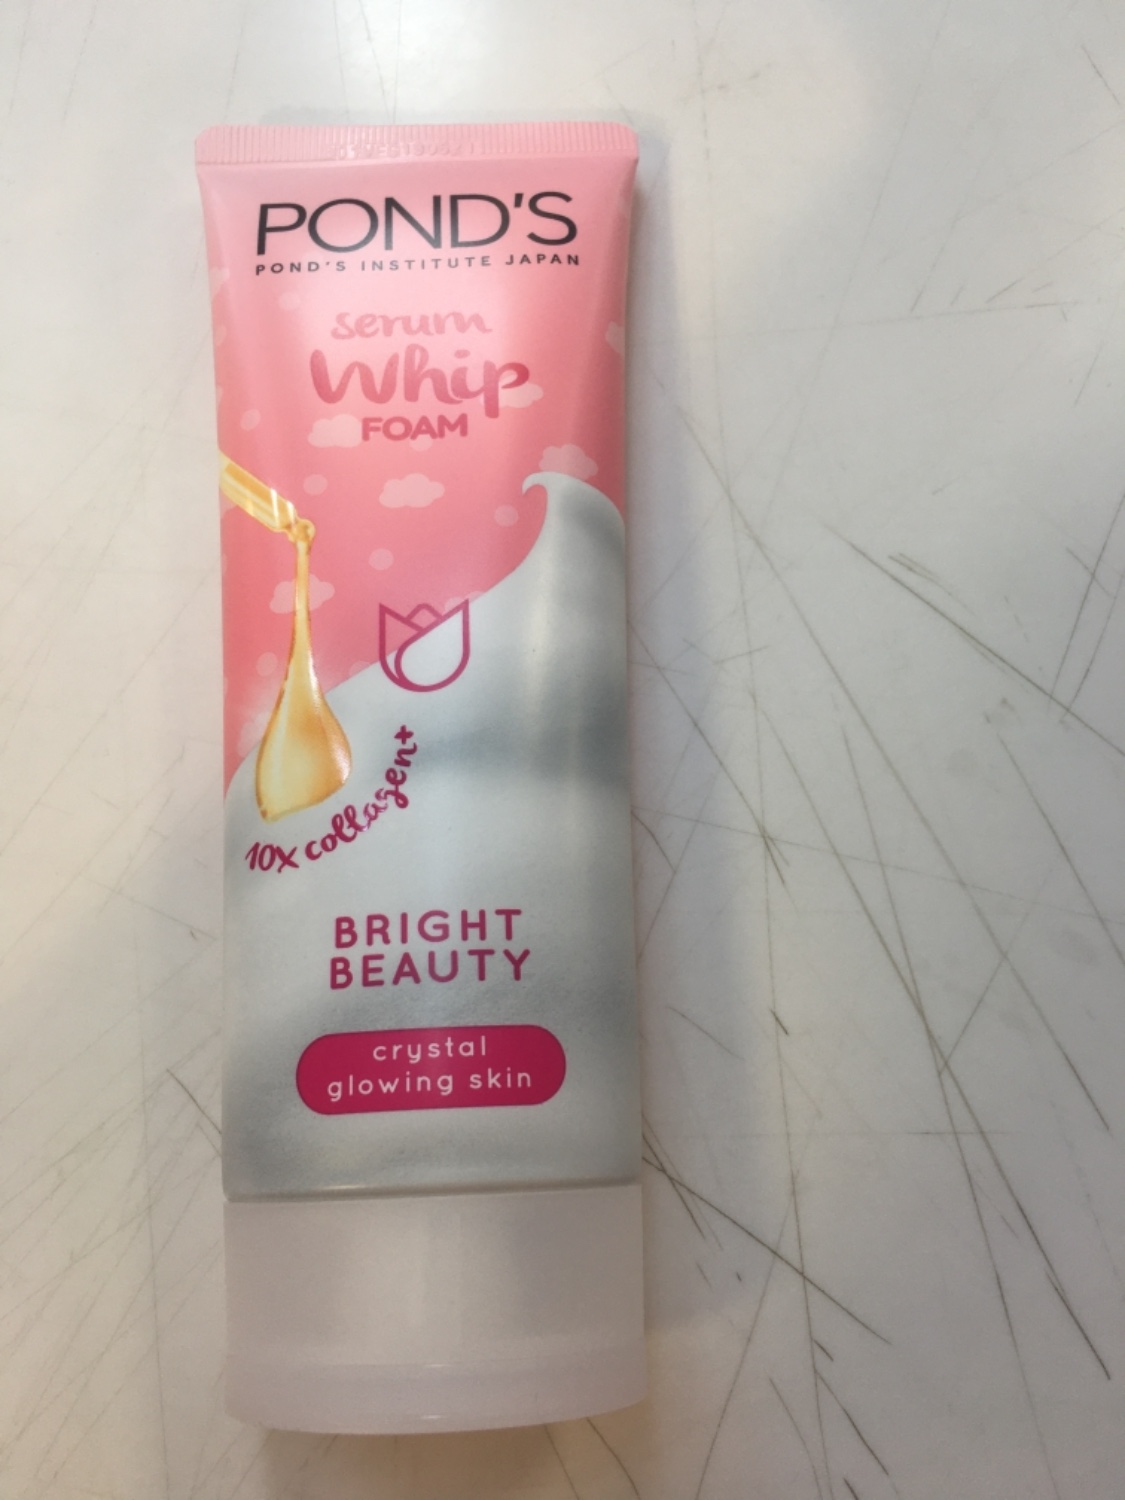 POND'S
POND'S INSTITUTE JAPAN
serum
Whip
FOAM
10X collagen+
BRIGHT
BEAUTY
crystal
glowing skin